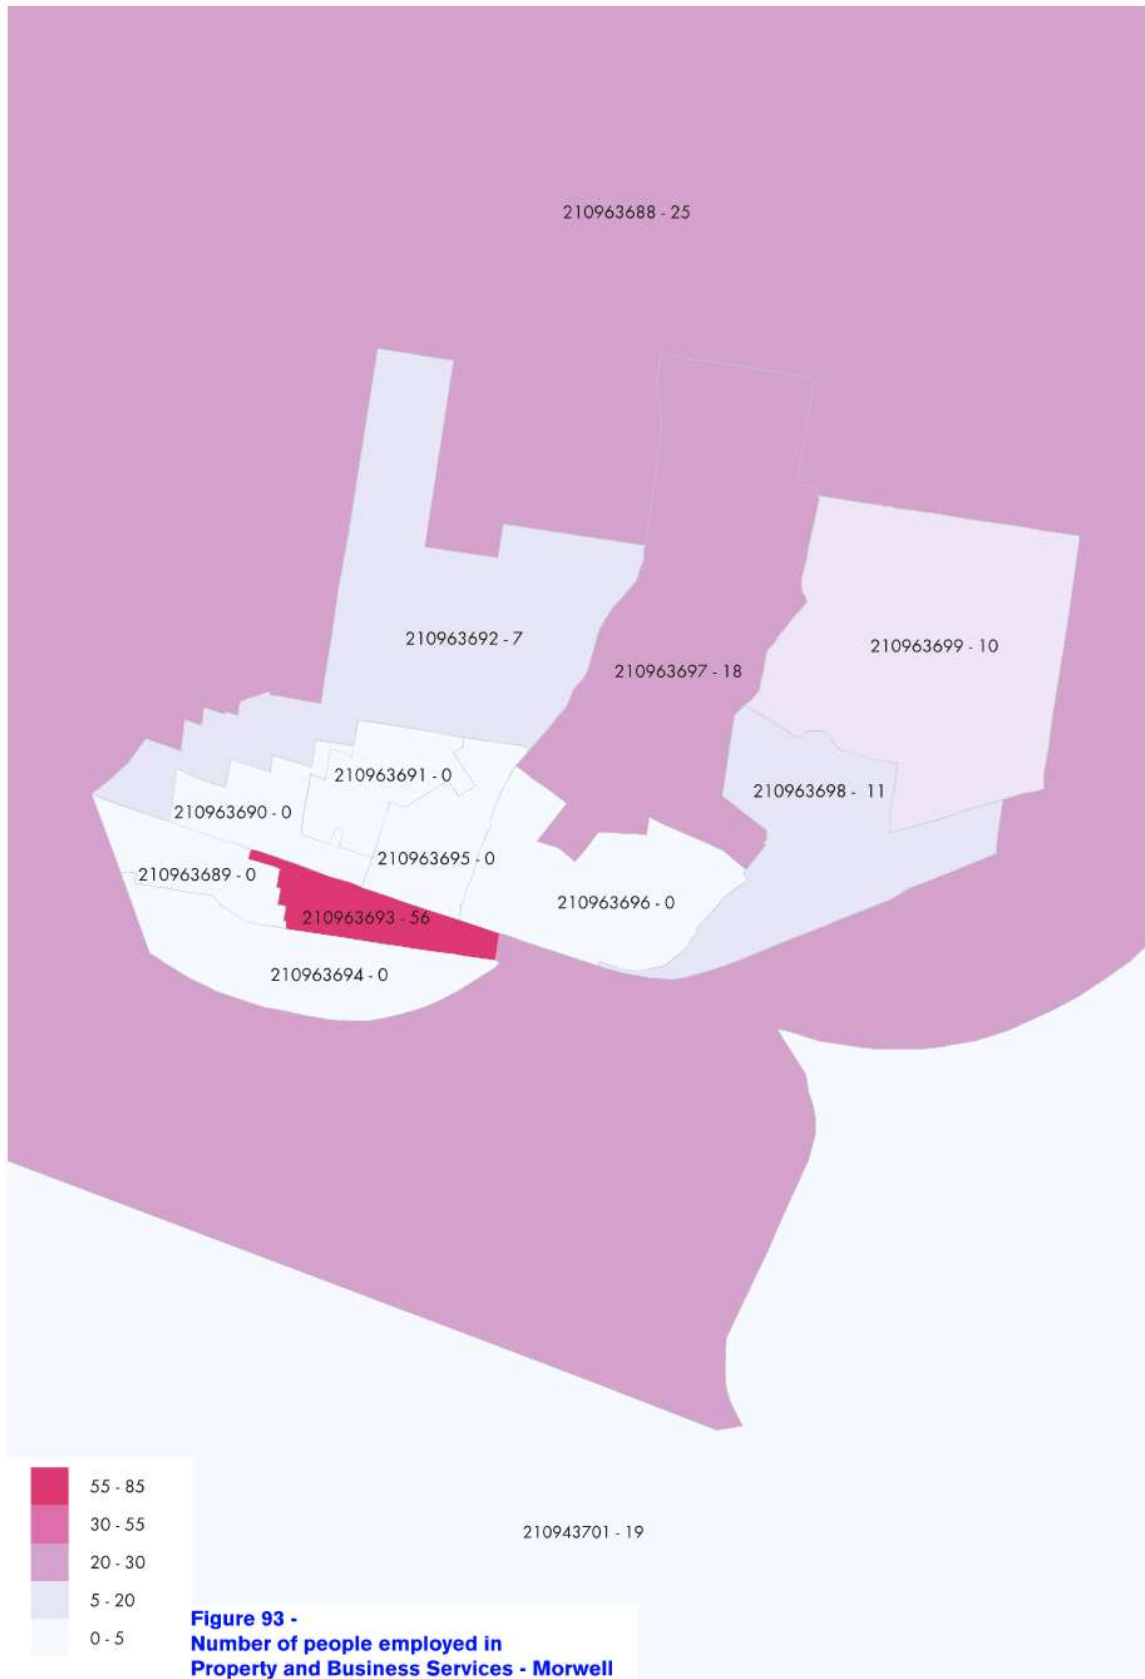 210963688 - 25
210963692 - 7
210963699 - 10
210963697 - 18
210963691 - 0
210963698 -  11
210963690 - 0
210963695 - 0
210963689 - 0
210963696 - 0
210963693 - 56
210963694 - 0
55 - 85
30 - 55
210943701 - 19
20 - 30
5 - 20
0 - 5
Figure 93 -
Number of people employed in
Property and Business Services - Morwell